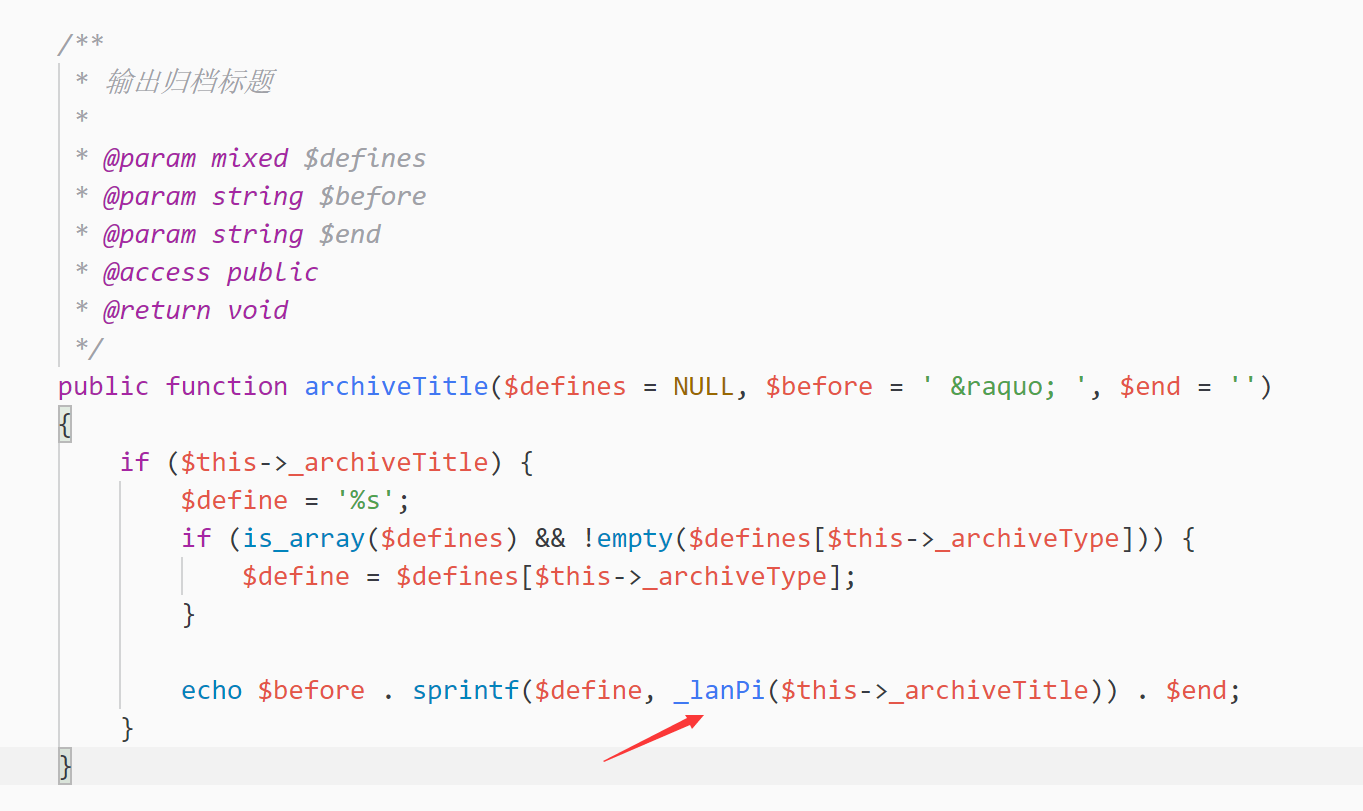 /**
 * 输出归档标题
 *
 * @param mixed $defines
 * @param string $before
 * @param string $end
 * @access public
 * @return void
 */
public function archiveTitle($defines = NULL, $before = ' &raquo; ', $end = '')
{
    if ($this->_archiveTitle) {
        $define = '%s';
        if (is_array($defines) && !empty($defines[$this->_archiveType])) {
            $define = $defines[$this->_archiveType];
        }

        echo $before . sprintf($define, _lanPi($this->_archiveTitle)) . $end;
    }
}